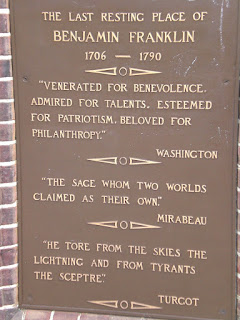 THE LAST RESTING PLACE OF
BENJAMIN FRANKLIN
1706 — 1790
"VENERATED FOR BENEVOLENCE.
ADMIRED FOR TALENTS. ESTEEMED
FOR PATRIOTISM. BELOVED FOR
PHILANTHROPY."
WASHINGTON
"THE SAGE WHOM TWO WORLDS
CLAIMED AS THEIR OWN."
MIRABEAU
"HE TORE FROM THE SKIES THE
LIGHTNING AND FROM TYRANTS
THE SCEPTRE."
TURCOT